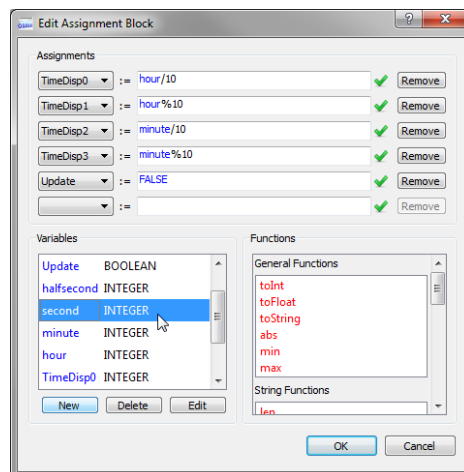 Edit Assignment Block
Assignments
TimeDisp0 := hour/10 Remove
TimeDisp1 := hour%10 Remove
TimeDisp2 := minute/10 Remove
TimeDisp3 := minute%10 Remove
Update := FALSE Remove
:= Remove
Variables
Update BOOLEAN
halfsecond INTEGER
second INTEGER
minute INTEGER
hour INTEGER
TimeDisp0 INTEGER
New Delete Edit
Functions
General Functions
toInt
toFloat
toString
abs
min
max
String Functions
len
OK Cancel